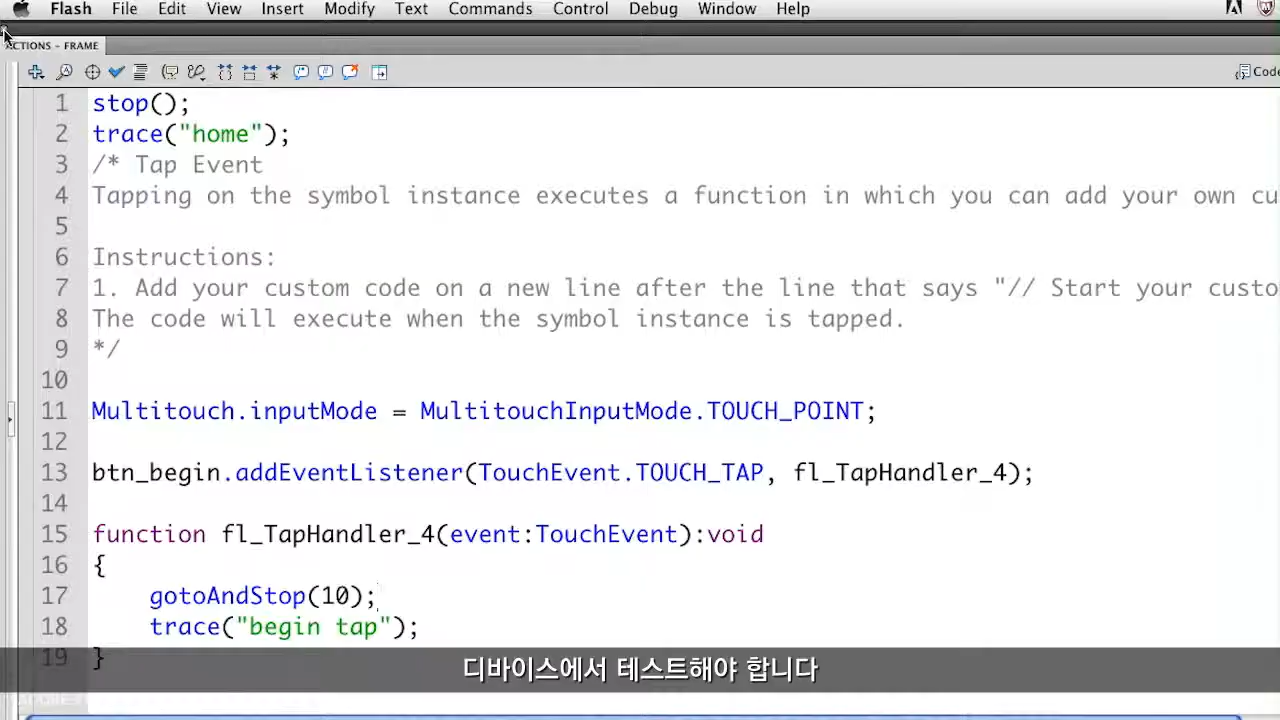 Flash File Edit View Insert Modify Text Commands Control Debug Window Help
ACTIONS - FRAME
Code
1 stop();
2 trace("home");
3 /* Tap Event
4 Tapping on the symbol instance executes a function in which you can add your own cu
5
6 Instructions:
7 1. Add your custom code on a new line after the line that says "// Start your custo
8 The code will execute when the symbol instance is tapped.
9 */
10
11 Multitouch.inputMode = MultitouchInputMode.TOUCH_POINT;
12
13 btn_begin.addEventListener(TouchEvent.TOUCH_TAP, fl_TapHandler_4);
14
15 function fl_TapHandler_4(event:TouchEvent):void
16 {
17 gotoAndStop(10);
18 trace("begin tap");
19 }
디바이스에서 테스트해야 합니다